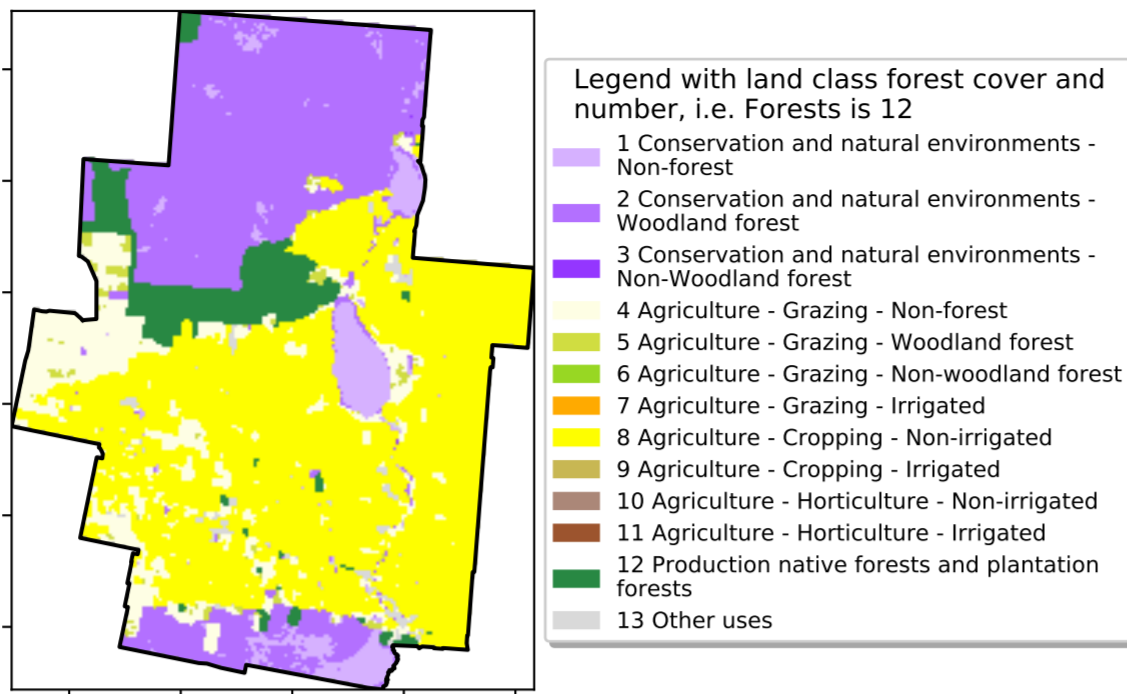 Legend with land class forest cover and
number, i.e. Forests is 12
1 Conservation and natural environments -
Non-forest
2 Conservation and natural environments -
Woodland forest
3 Conservation and natural environments -
Non-Woodland forest
4 Agriculture - Grazing - Non-forest
5 Agriculture - Grazing - Woodland forest
6 Agriculture - Grazing - Non-woodland forest
7 Agriculture - Grazing - Irrigated
8 Agriculture - Cropping - Non-irrigated
9 Agriculture - Cropping - Irrigated
10 Agriculture - Horticulture - Non-irrigated
11 Agriculture - Horticulture - Irrigated
12 Production native forests and plantation
forests
13 Other uses